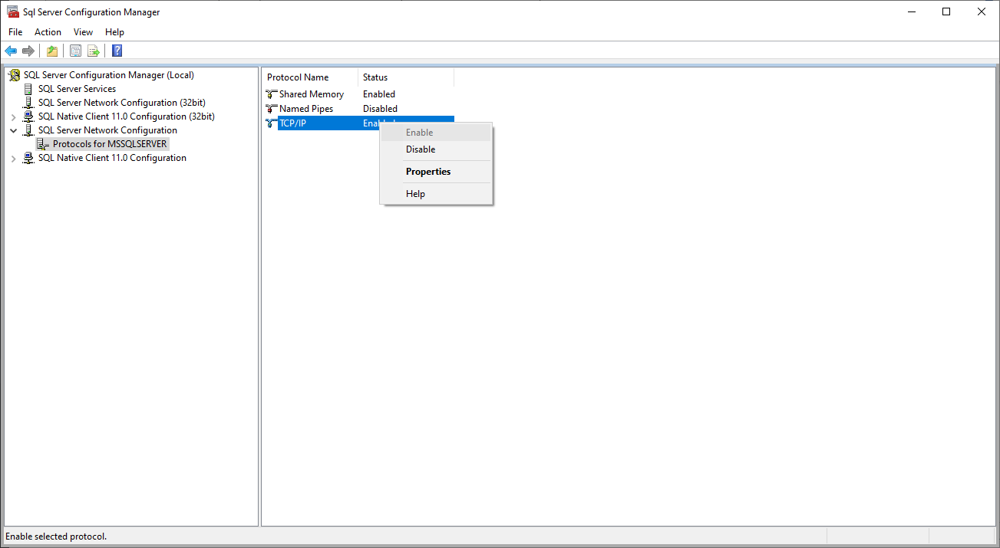 Sql Server Configuration Manager
File Action View Help
SQL Server Configuration Manager (Local)
SQL Server Services
SQL Server Network Configuration (32bit)
SQL Native Client 11.0 Configuration (32bit)
SQL Server Network Configuration
Protocols for MSSQLSERVER
SQL Native Client 11.0 Configuration
Protocol Name Status
Shared Memory Enabled
Named Pipes Disabled
TCP/IP
Enable
Disable
Properties
Help
Enable selected protocol.